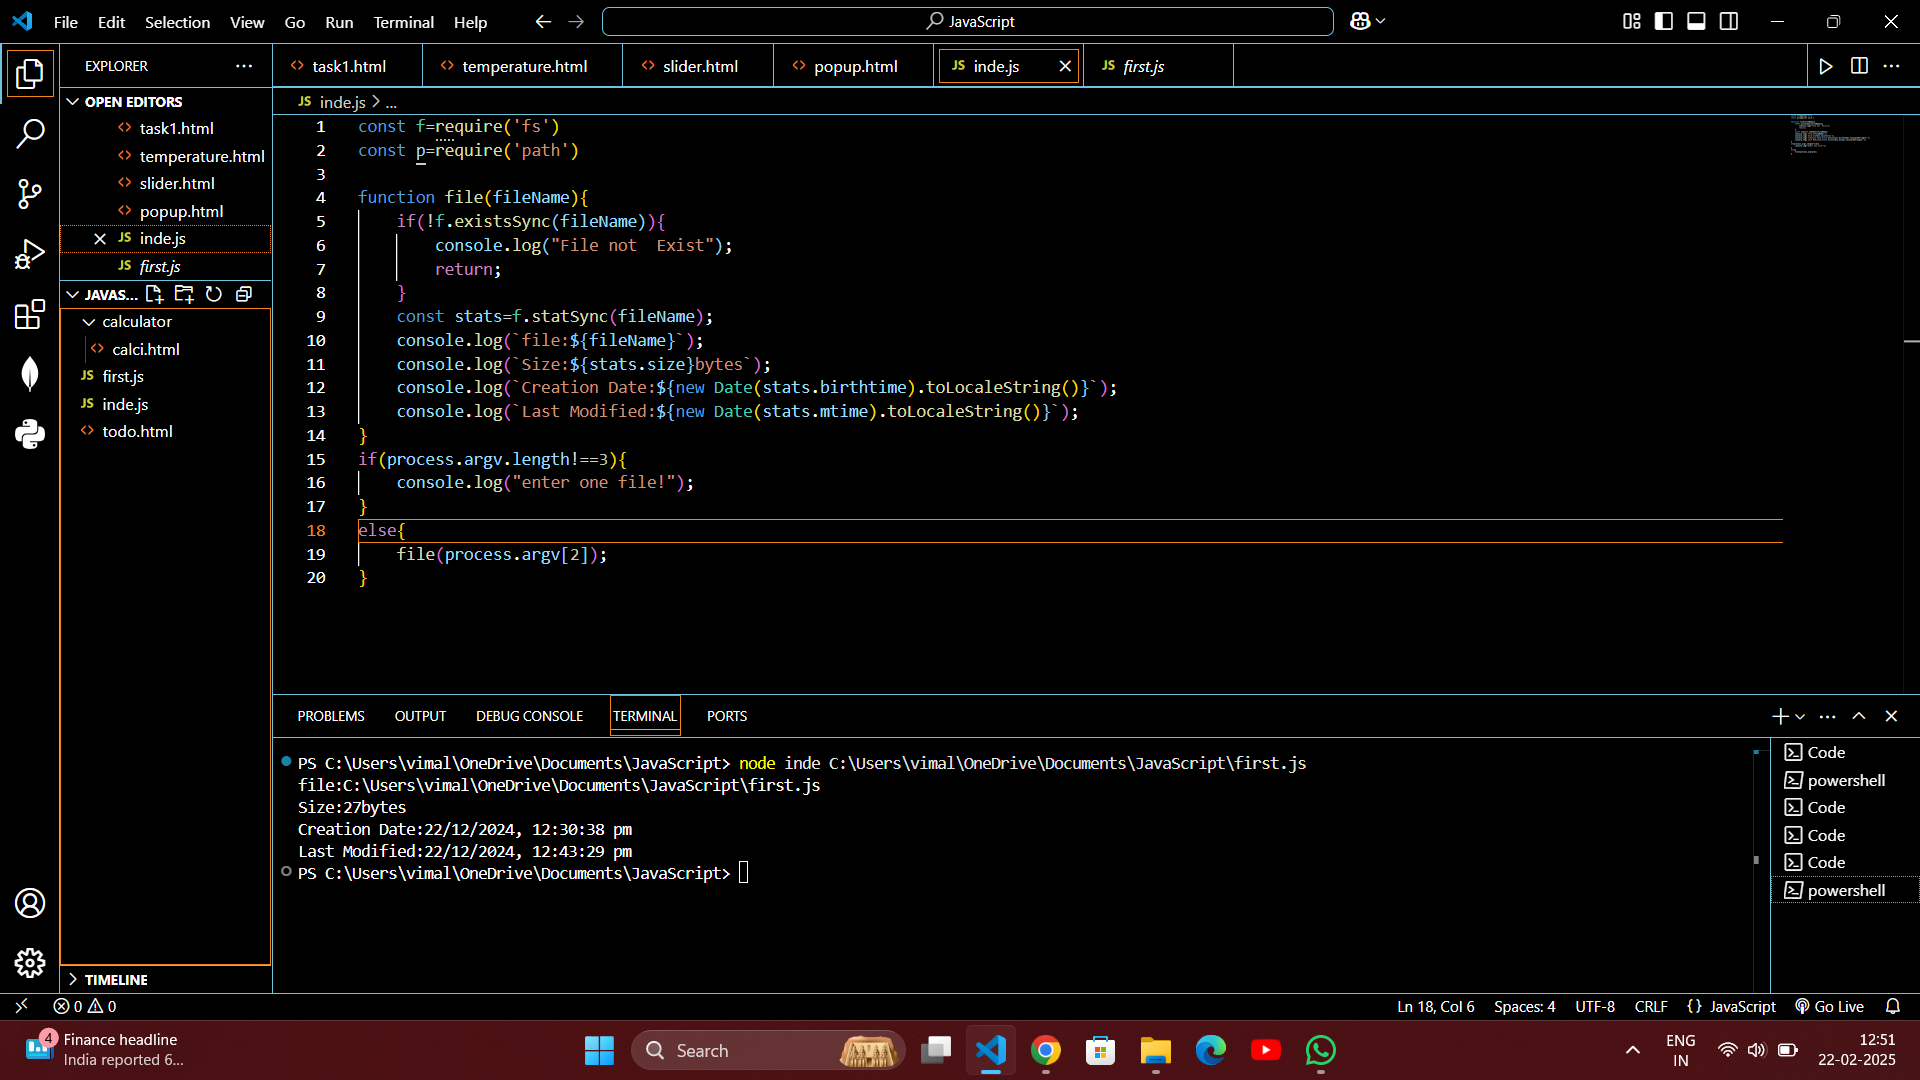 File Edit Selection View Go Run Terminal Help
JavaScript
EXPLORER
task1.html
temperature.html
slider.html
popup.html
JS inde.js
JS first.js
OPEN EDITORS
task1.html
temperature.html
slider.html
popup.html
JS inde.js
JS first.js
JAVAS...
calculator
calci.html
JS first.js
JS inde.js
todo.html
TIMELINE
JS inde.js > ...
1 const f=require('fs')
2 const p=require('path')
3
4 function file(fileName){
5 if(!f.existsSync(fileName)){
6 console.log("File not  Exist");
7 return;
8 }
9 const stats=f.statSync(fileName);
10 console.log(`file:${fileName}`);
11 console.log(`Size:${stats.size}bytes`);
12 console.log(`Creation Date:${new Date(stats.birthtime).toLocaleString()}`);
13 console.log(`Last Modified:${new Date(stats.mtime).toLocaleString()}`);
14 }
15 if(process.argv.length!==3){
16 console.log("enter one file!");
17 }
18 else{
19 file(process.argv[2]);
20 }
PROBLEMS OUTPUT DEBUG CONSOLE TERMINAL PORTS
PS C:\Users\vimal\OneDrive\Documents\JavaScript> node inde C:\Users\vimal\OneDrive\Documents\JavaScript\first.js
file:C:\Users\vimal\OneDrive\Documents\JavaScript\first.js
Size:27bytes
Creation Date:22/12/2024, 12:30:38 pm
Last Modified:22/12/2024, 12:43:29 pm
PS C:\Users\vimal\OneDrive\Documents\JavaScript>
Code
powershell
Code
Code
Code
powershell
0 0
Ln 18, Col 6 Spaces: 4 UTF-8 CRLF {} JavaScript Go Live
4
Finance headline
India reported 6...
Search
ENG
IN
12:51
22-02-2025